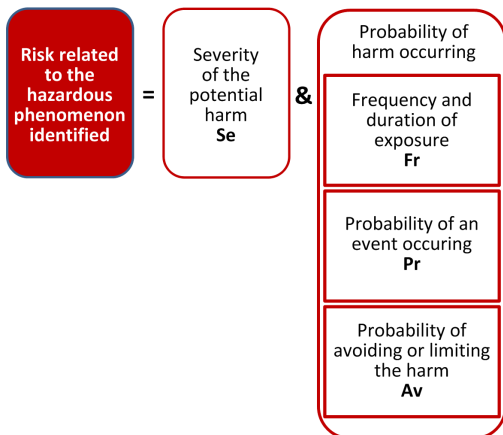 Risk related
to the
hazardous
phenomenon
identified
=
Severity
of the
potential
harm
Se
&
Probability of
harm occurring
Frequency and
duration of
exposure
Fr
Probability of an
event occuring
Pr
Probability of
avoiding or limiting
the harm
Av